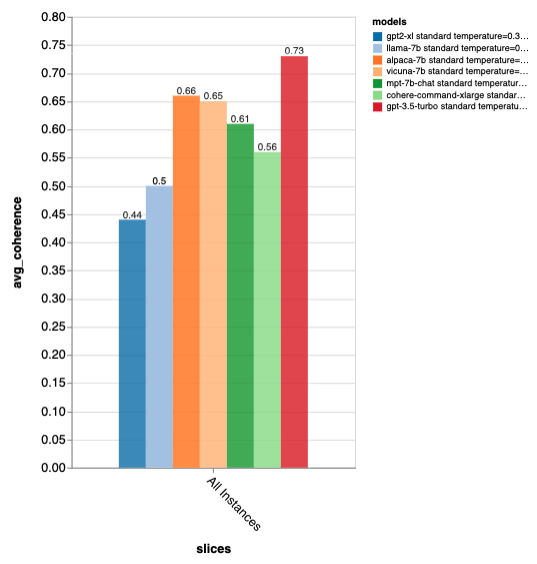 0.80
0.75
0.70
0.65
0.60
0.55
0.50
0.45
0.40
0.35
0.30
0.25
0.20
0.15
0.10
0.05
0.00
avg_coherence
0.44
0.5
0.66
0.65
0.61
0.56
0.73
All Instances
slices
models
gpt2-xl standard temperature=0.3…
llama-7b standard temperature=0…
alpaca-7b standard temperature=…
vicuna-7b standard temperature=…
mpt-7b-chat standard temperatur…
cohere-command-xlarge standar…
gpt-3.5-turbo standard temperatu…